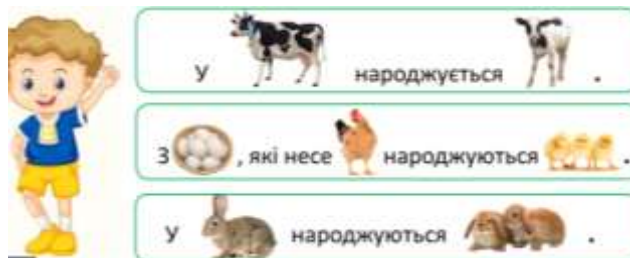 У народжується .
З , які несе народжуються .
У народжуються .